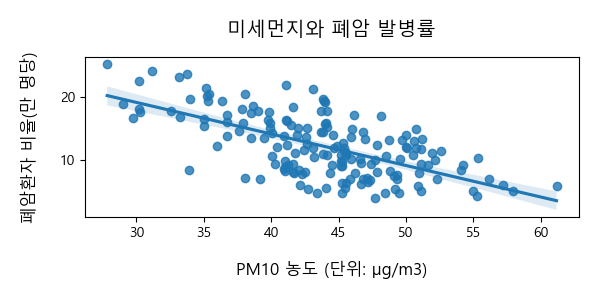 미세먼지와 폐암 발병률
폐암환자 비율(만 명당)
20
10
30 35 40 45 50 55 60
PM10 농도 (단위: µg/m3)